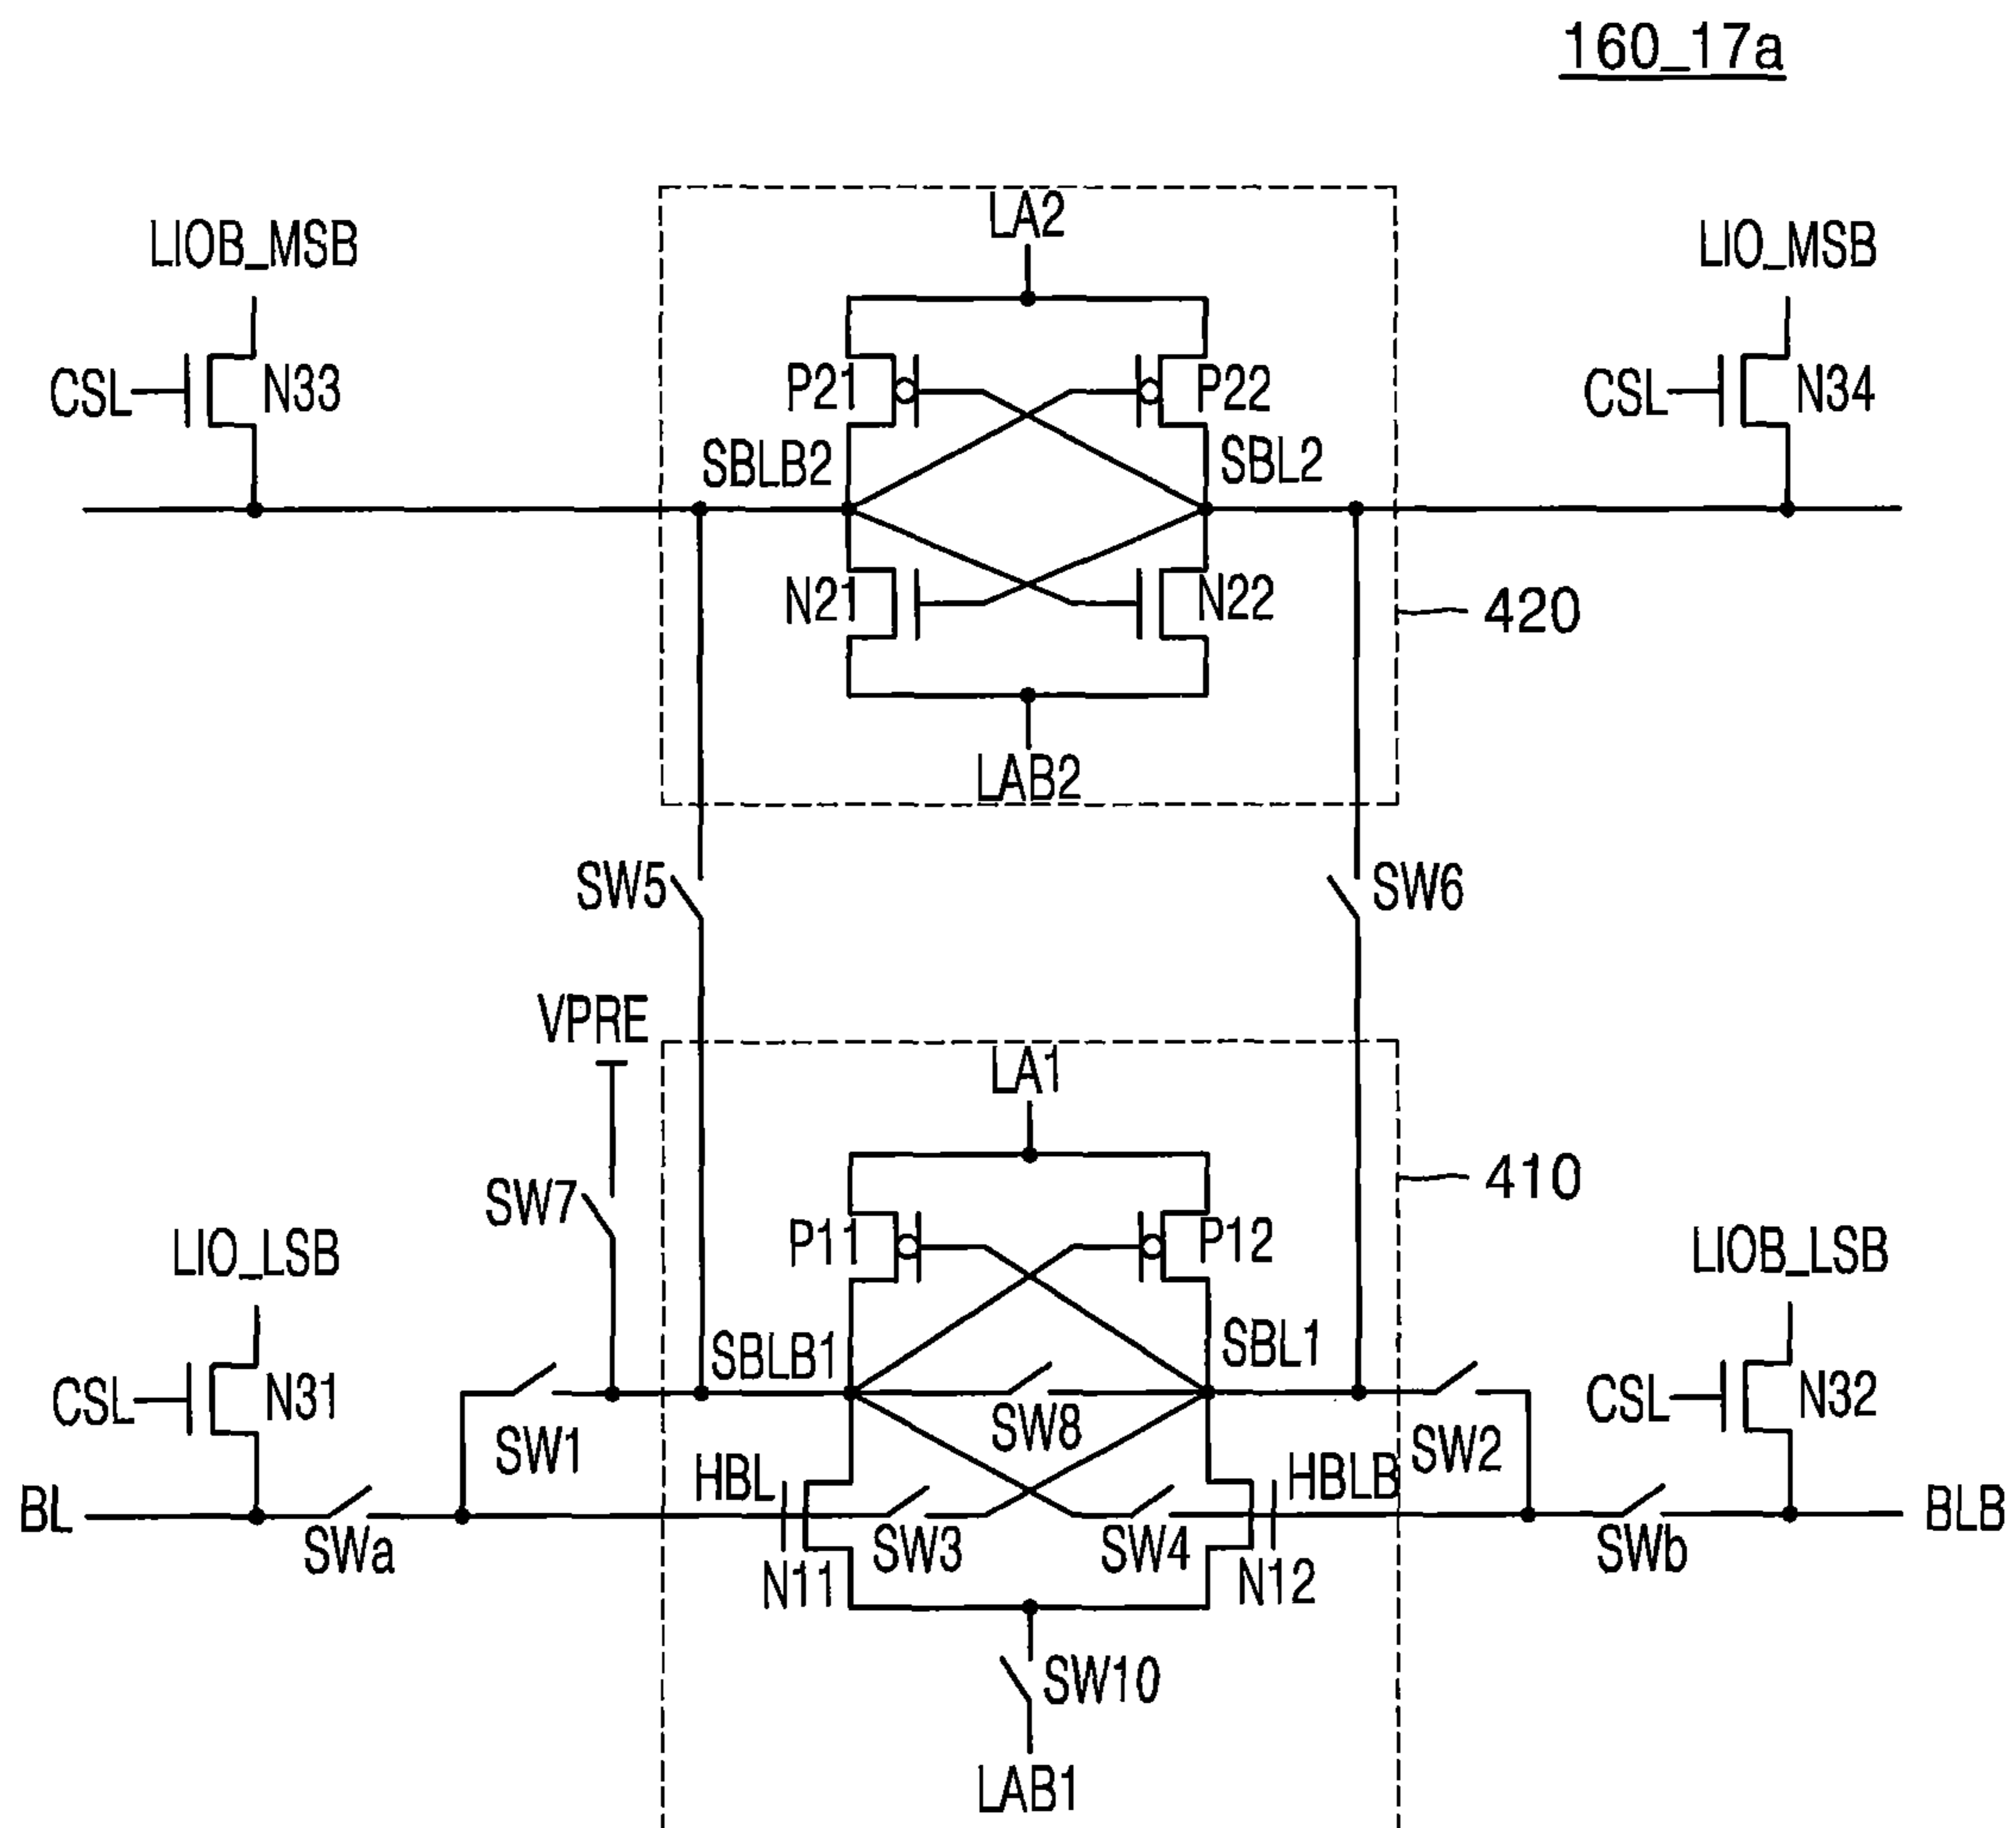 160_17a
LA2
LIOB_MSB
LIO_MSB
CSL
N33
P21
P22
CSL
N34
SBLB2
SBL2
N21
N22
420
LAB2
SW5
SW6
VPRE
LA1
SW7
410
P11
P12
LIO_LSB
LIOB_LSB
SBLB1
SBL1
CSL
N31
CSL
N32
SW1
SW8
SW2
HBL
HBLB
BL
BLB
SWa
SW3
SW4
SWb
N11
N12
SW10
LAB1